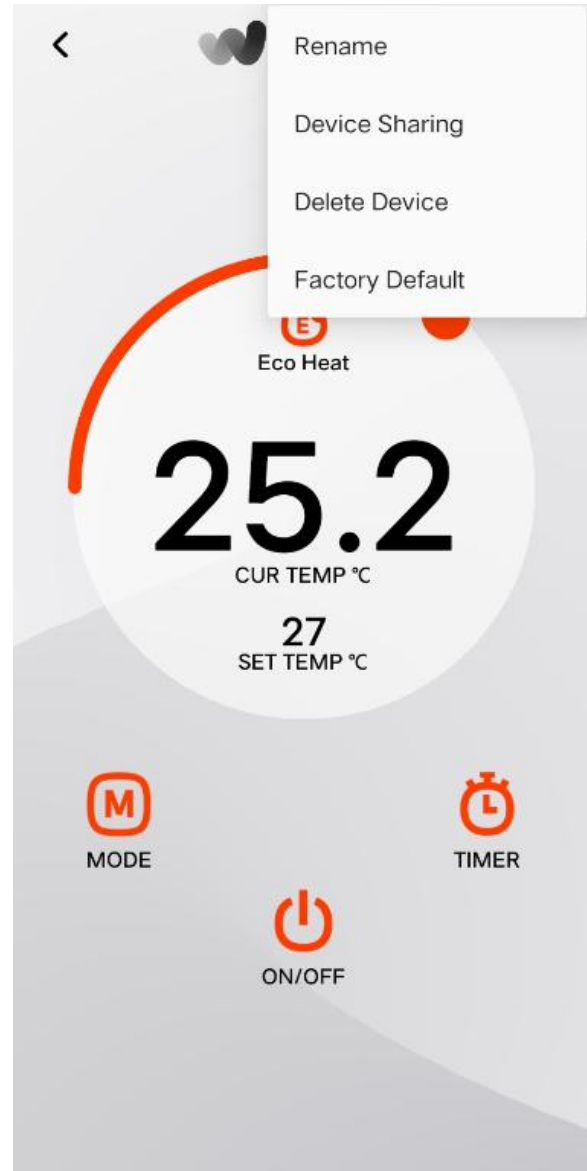 Rename
Device Sharing
Delete Device
Factory Default
E
Eco Heat
25.2
CUR TEMP °C
27
SET TEMP °C
M
MODE
TIMER
ON/OFF